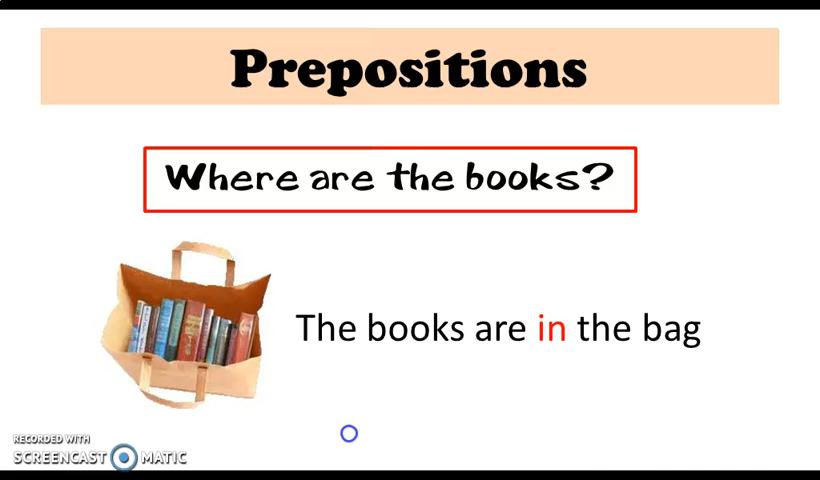 Prepositions
Where are the books?
The books are in the bag
RECORDED WITH
SCREENCAST MATIC